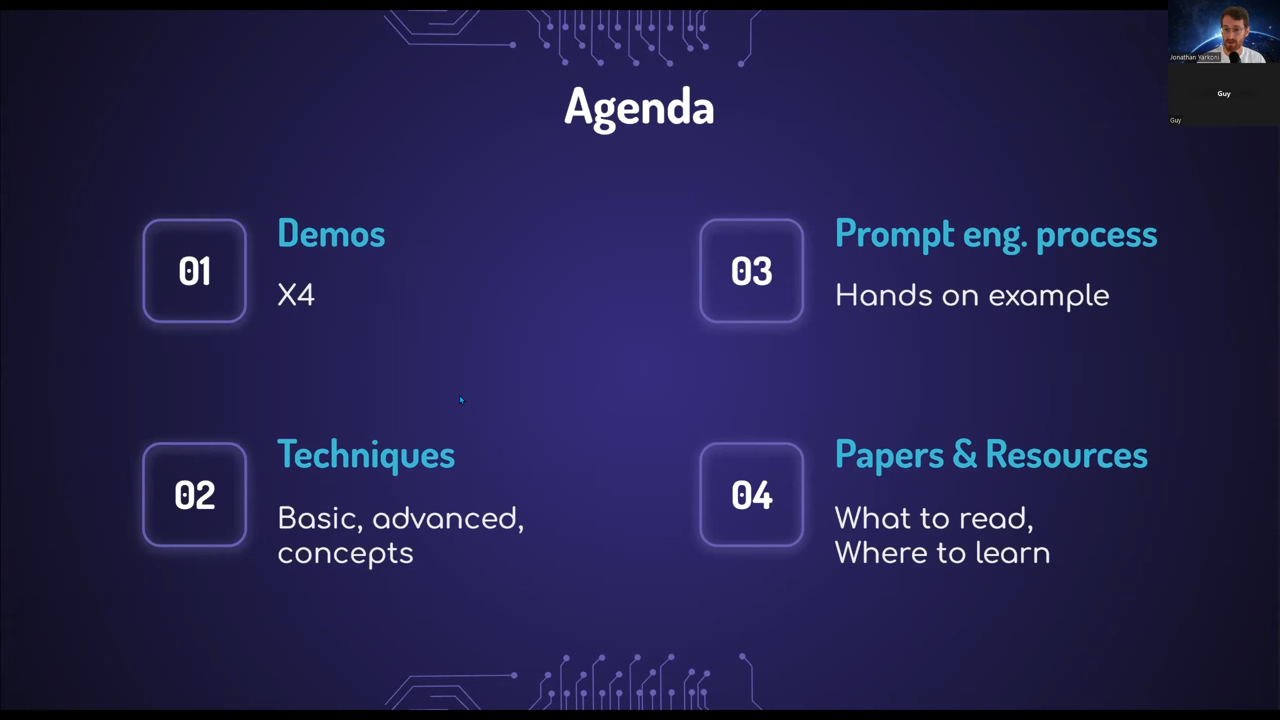 Agenda
01
Demos
X4
02
Techniques
Basic, advanced,
concepts
03
Prompt eng. process
Hands on example
04
Papers & Resources
What to read,
Where to learn
Jonathan Yarkoni
Guy
Guy